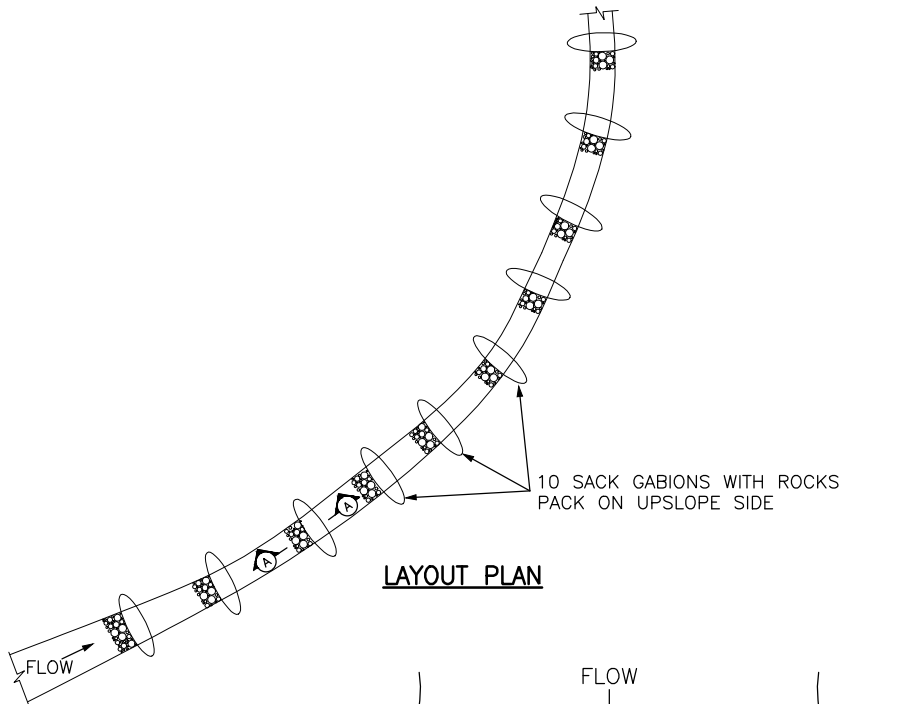 10 SACK GABIONS WITH ROCKS
PACK ON UPSLOPE SIDE
A
A
LAYOUT PLAN
FLOW
FLOW